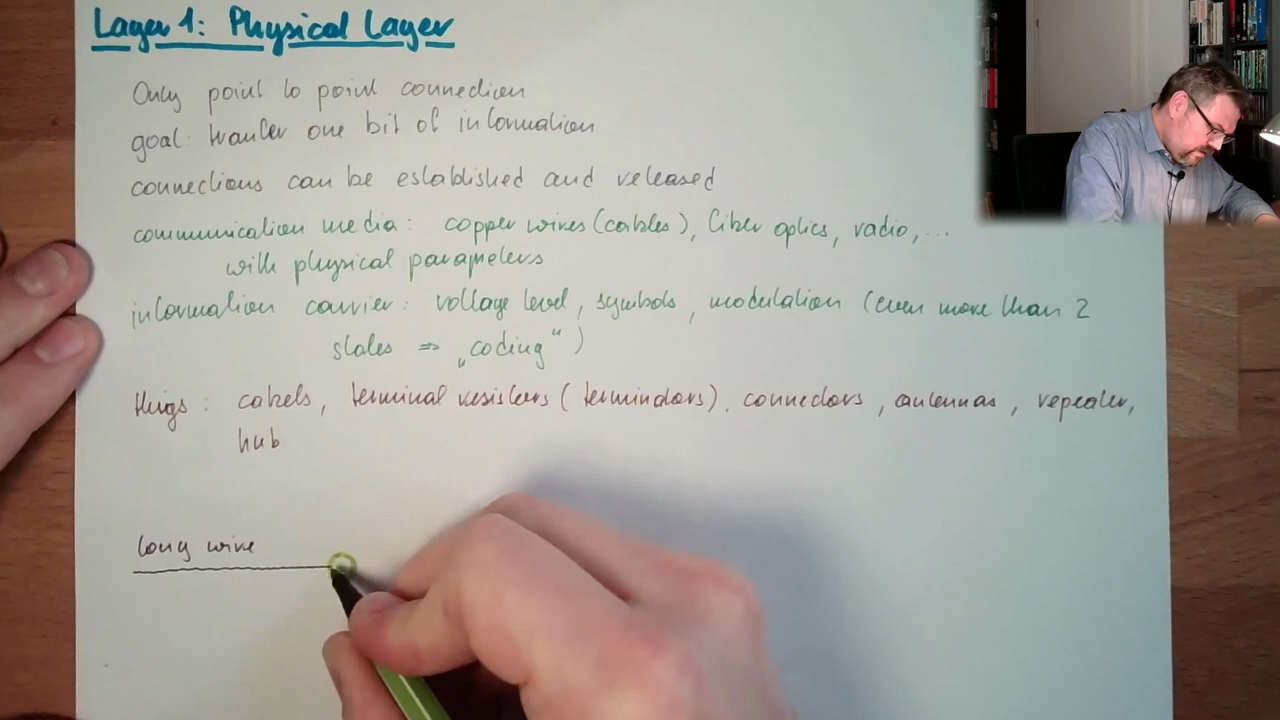 Layer 1: Physical Layer
Only point to point connection
goal: tranfer one bit of information
connections can be established and released
communication media: copper wires (cables), fiber optics, radio, ...
with physical parameters
information carrier: voltage level, symbols, modulation (even more than 2
states ⇒ „coding“)
things: cabels, terminal resisters (terminators), connectors, antennas, repeater,
hub
long wire